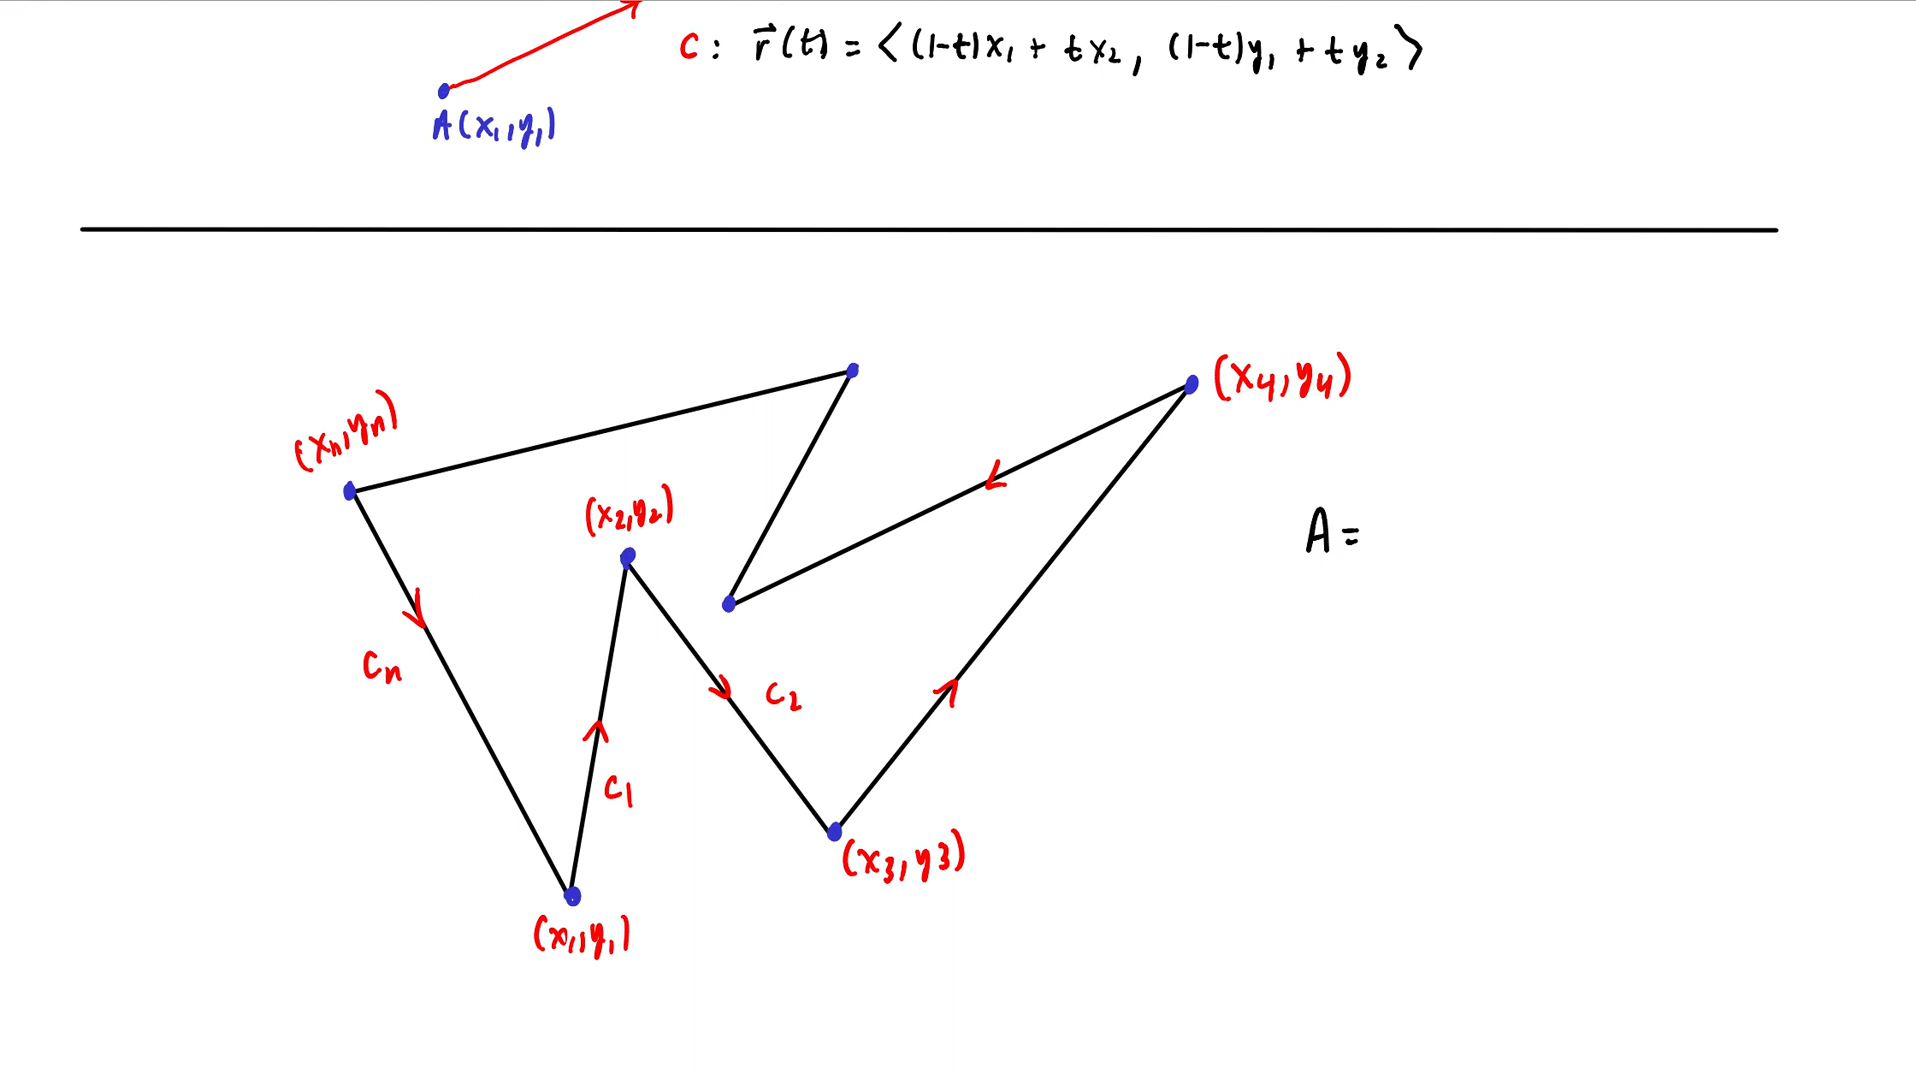 C: r⃗(t) = <(1-t)x₁ + tx₂, (1-t)y₁ + ty₂>
A(x₁,y₁)
(x₄,y₄)
(xₙ,yₙ)
(x₂,y₂)
A =
Cₙ
C₂
C₁
(x₃,y3)
(x₁,y₁)